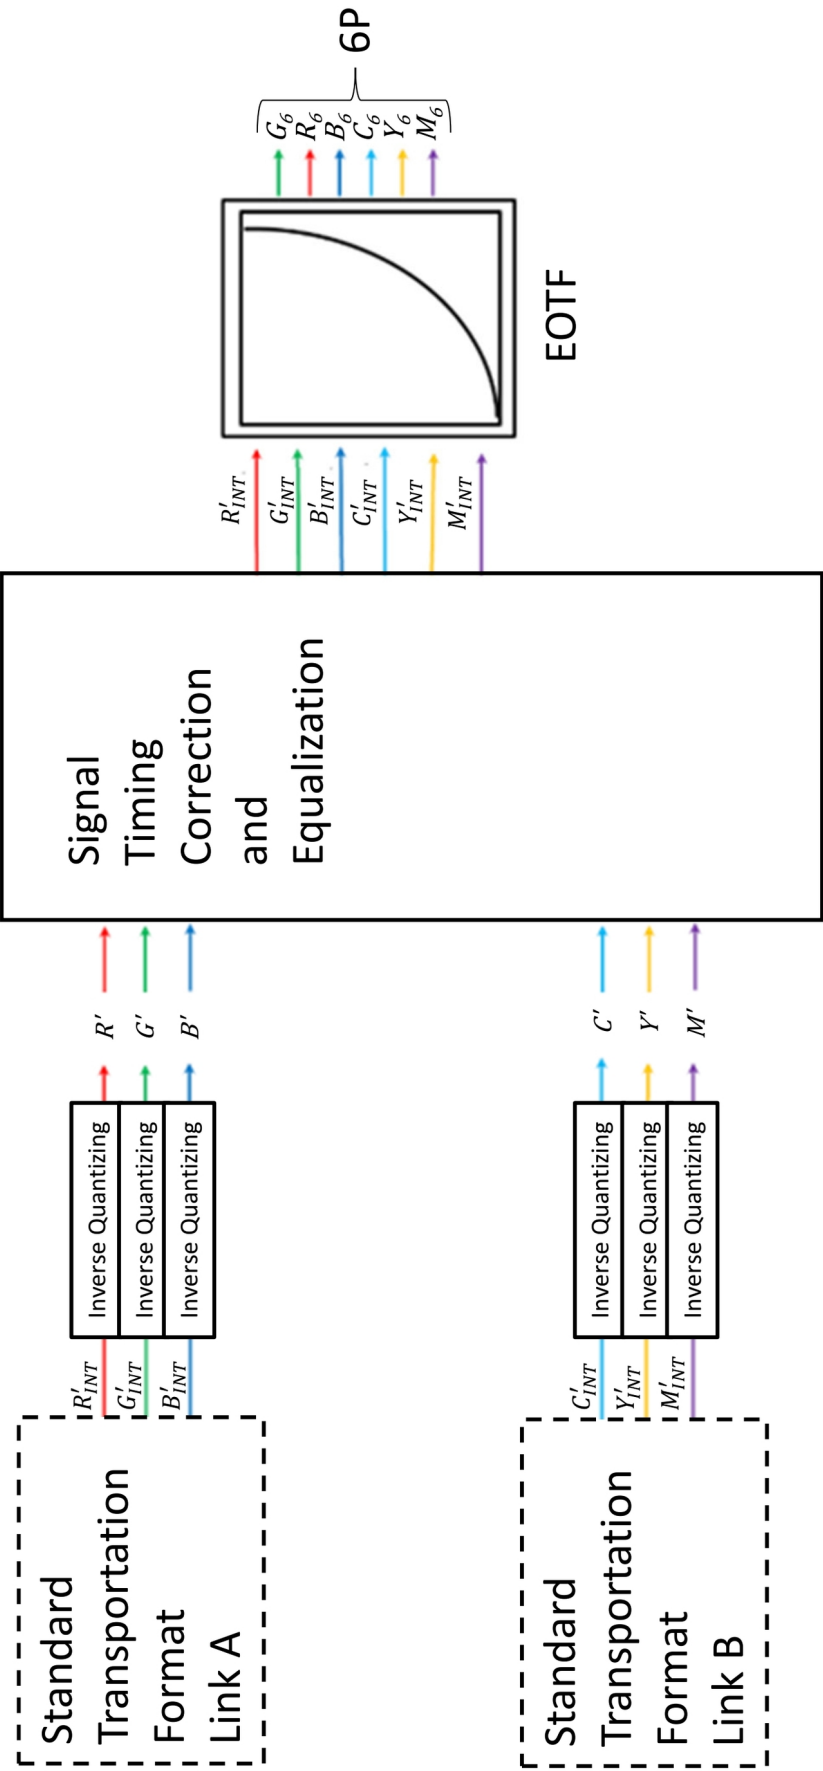 Standard
Transportation
Format
Link A
R′INT
G′INT
B′INT
Inverse Quantizing
Inverse Quantizing
Inverse Quantizing
R′
G′
B′
Standard
Transportation
Format
Link B
C′INT
Y′INT
M′INT
Inverse Quantizing
Inverse Quantizing
Inverse Quantizing
C′
Y′
M′
Signal
Timing
Correction
and
Equalization
R′INT
G′INT
B′INT
C′INT
Y′INT
M′INT
EOTF
G6
R6
B6
C6
Y6
M6
6P